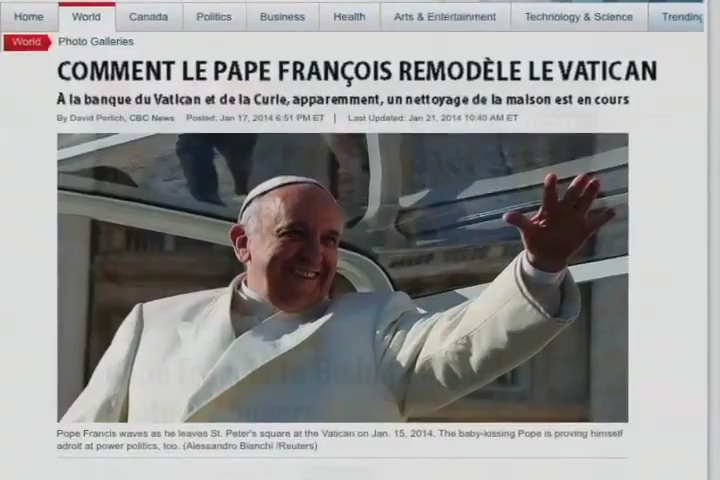 Home World Canada Politics Business Health Arts & Entertainment Technology & Science Trending
World Photo Galleries
COMMENT LE PAPE FRANÇOIS REMODÈLE LE VATICAN
À la banque du Vatican et de la Curie, apparemment, un nettoyage de la maison est en cours
By David Perlich, CBC News Posted: Jan 17, 2014 6:51 PM ET | Last Updated: Jan 21, 2014 10:40 AM ET
Pope Francis waves as he leaves St. Peter's square at the Vatican on Jan. 15, 2014. The baby-kissing Pope is proving himself
adroit at power politics, too. (Alessandro Bianchi /Reuters)